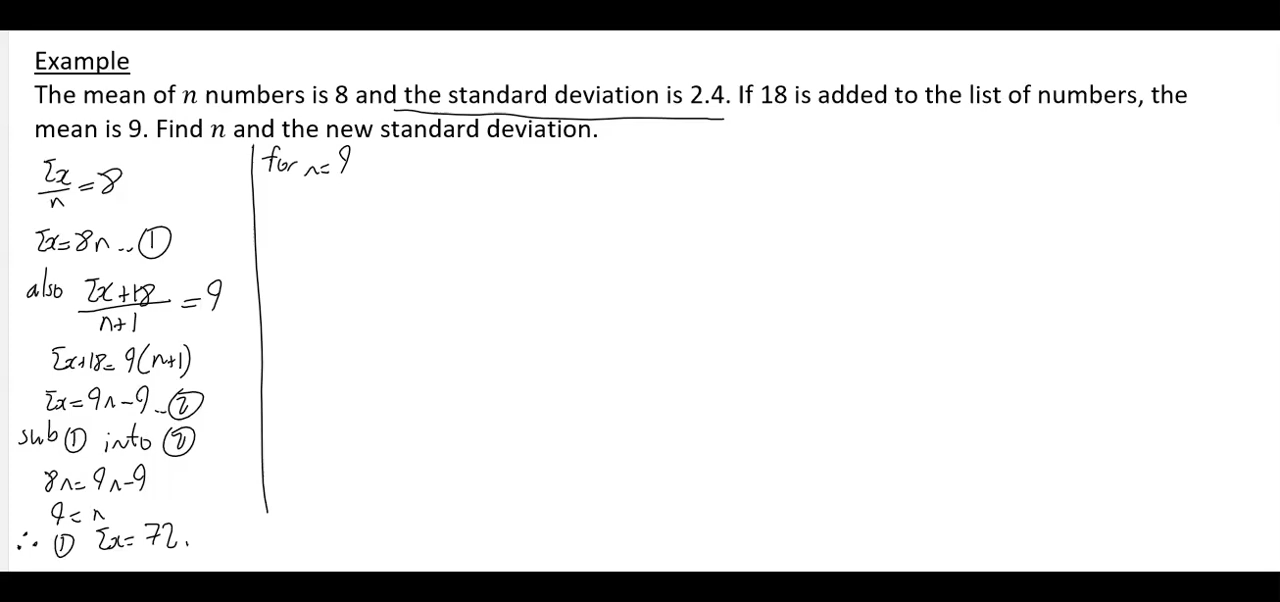 Example
The mean of n numbers is 8 and the standard deviation is 2.4. If 18 is added to the list of numbers, the
mean is 9. Find n and the new standard deviation.
Σx/n = 8
Σx = 8n ... ①
also (Σx + 18)/(n+1) = 9
Σx + 18 = 9(n+1)
Σx = 9n - 9 ... ②
sub ① into ②
8n = 9n - 9
9 = n
∴ ① Σx = 72.
for n = 9